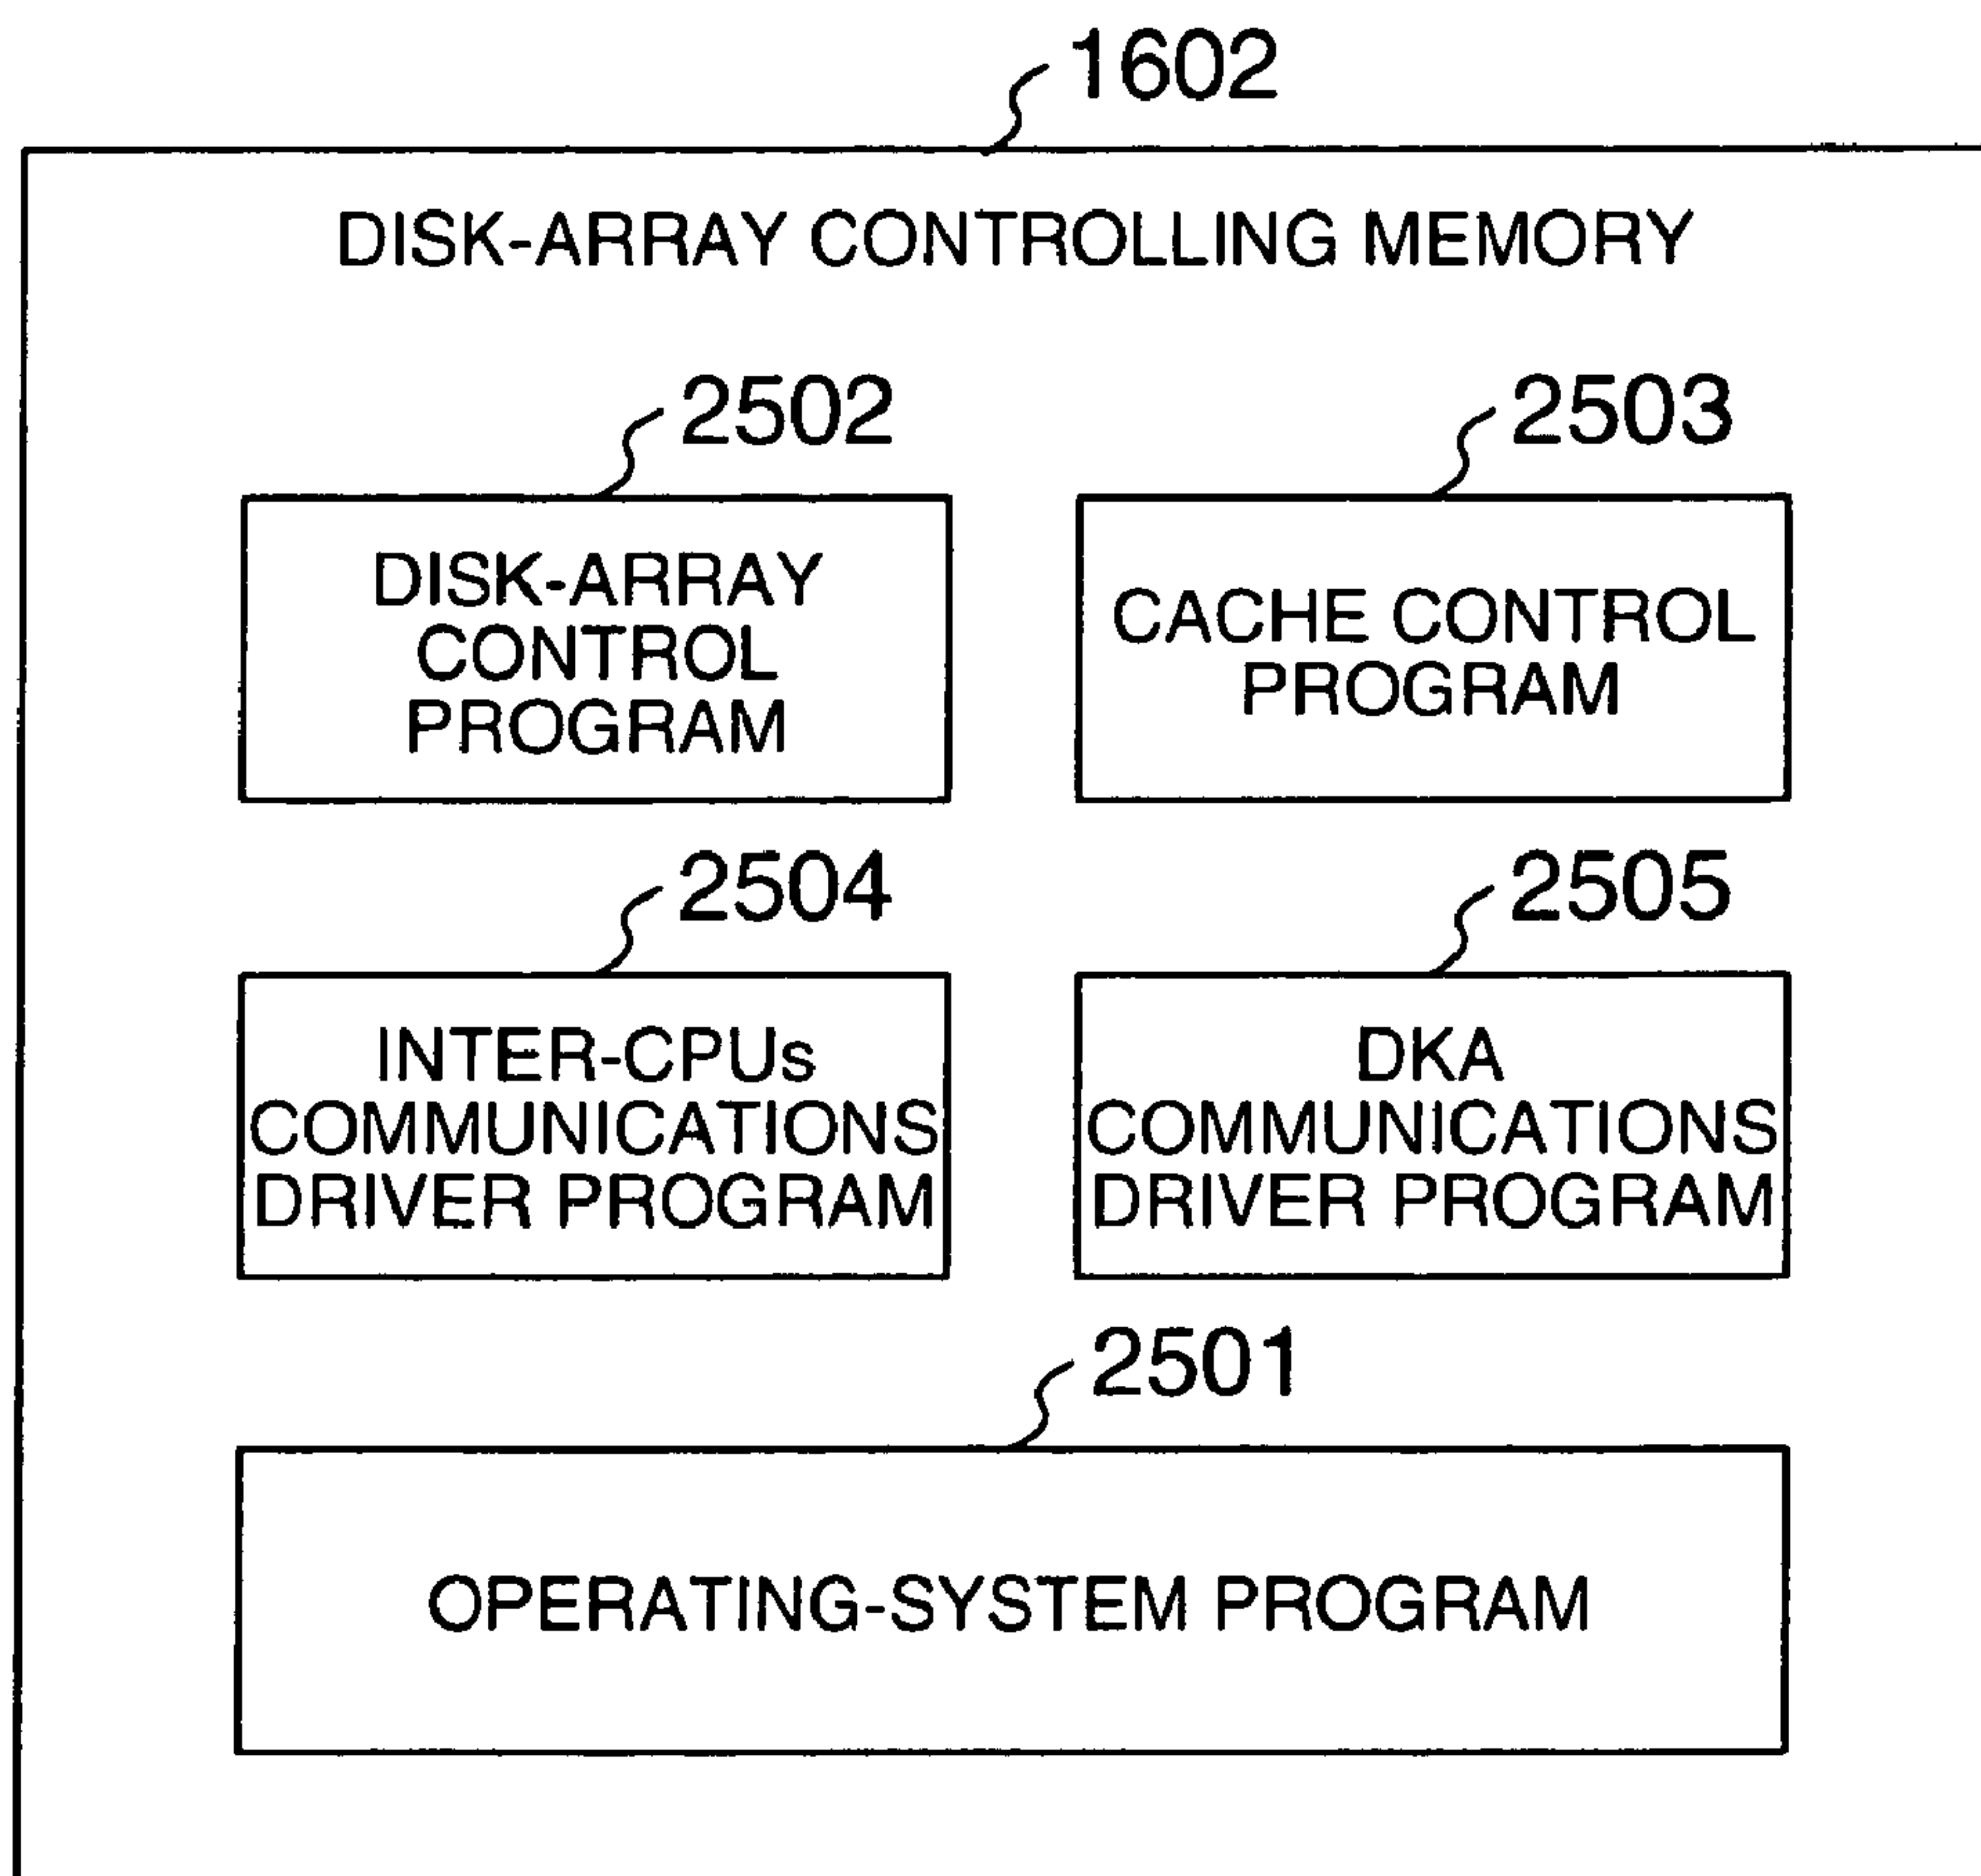 1602
DISK-ARRAY CONTROLLING MEMORY
2502
DISK-ARRAY
CONTROL
PROGRAM
2503
CACHE CONTROL
PROGRAM
2504
INTER-CPUs
COMMUNICATIONS
DRIVER PROGRAM
2505
DKA
COMMUNICATIONS
DRIVER PROGRAM
2501
OPERATING-SYSTEM PROGRAM